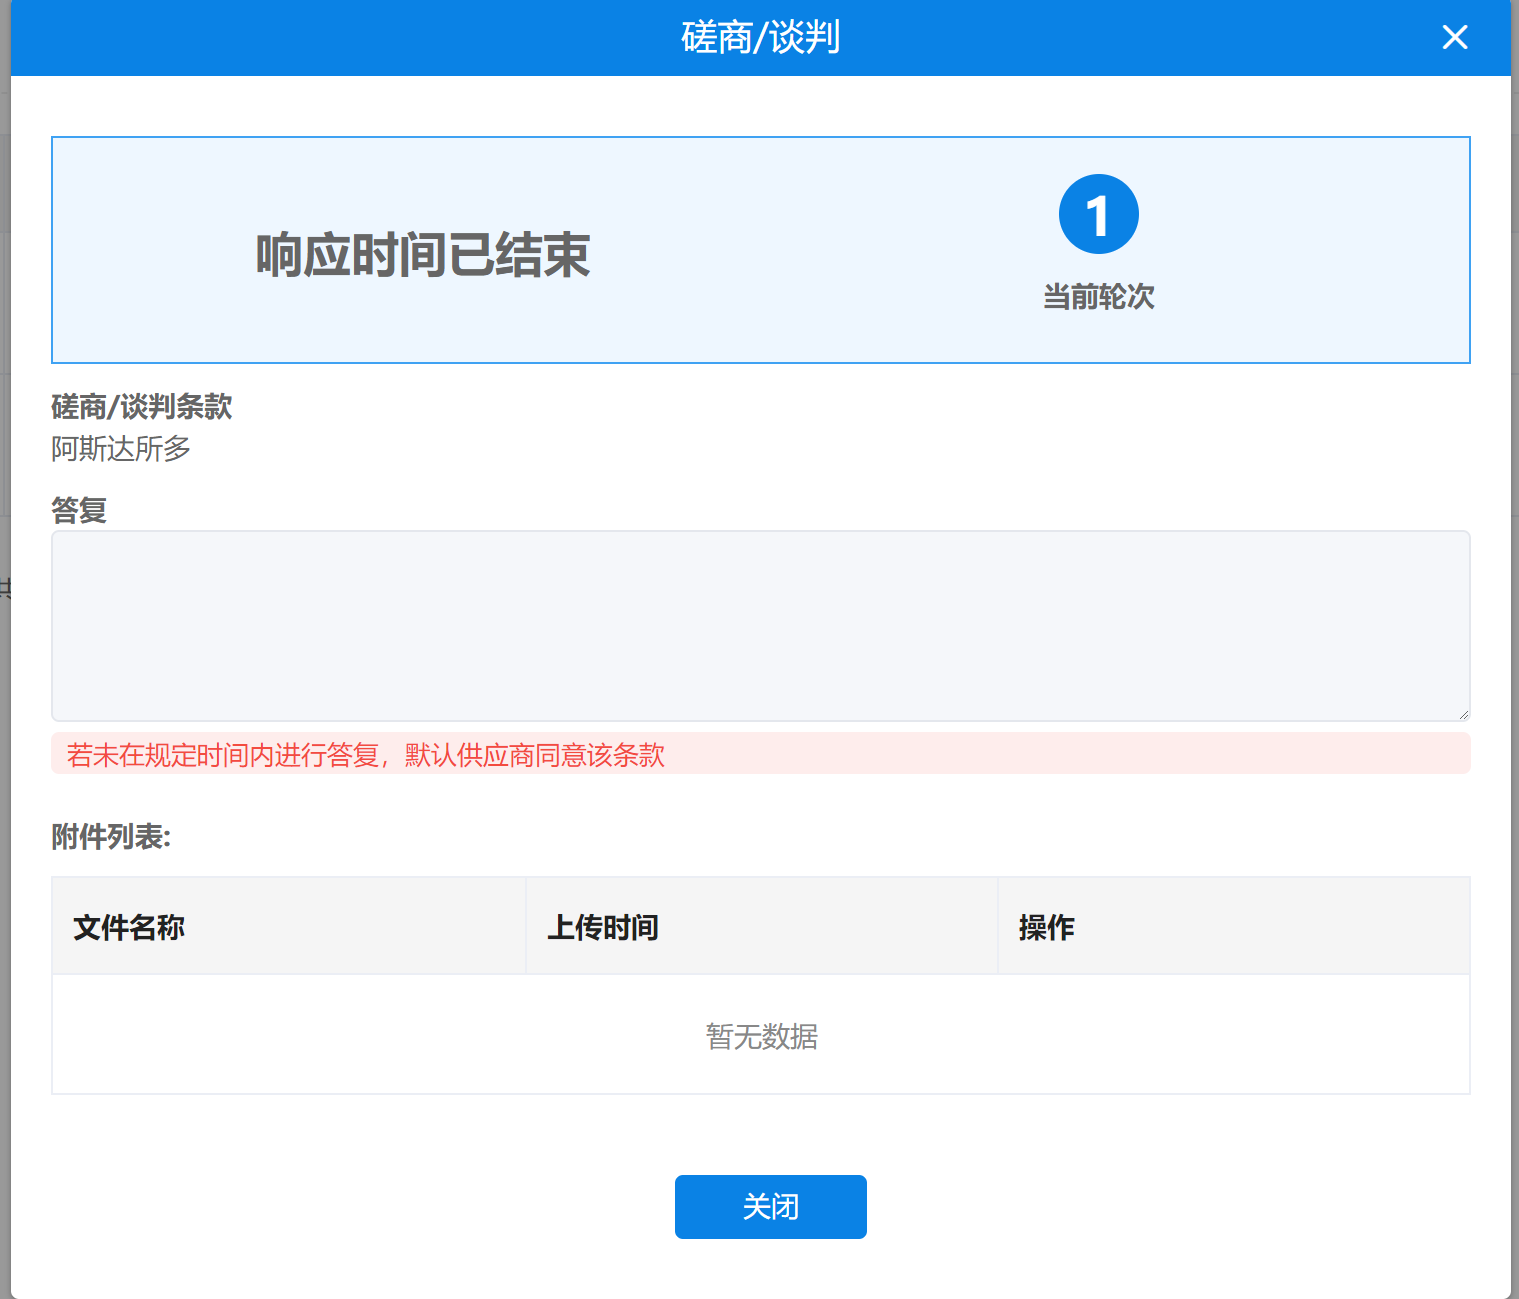 磋商/谈判
响应时间已结束
1
当前轮次
磋商/谈判条款
阿斯达所多
答复
若未在规定时间内进行答复，默认供应商同意该条款
附件列表:
文件名称 上传时间 操作
暂无数据
关闭